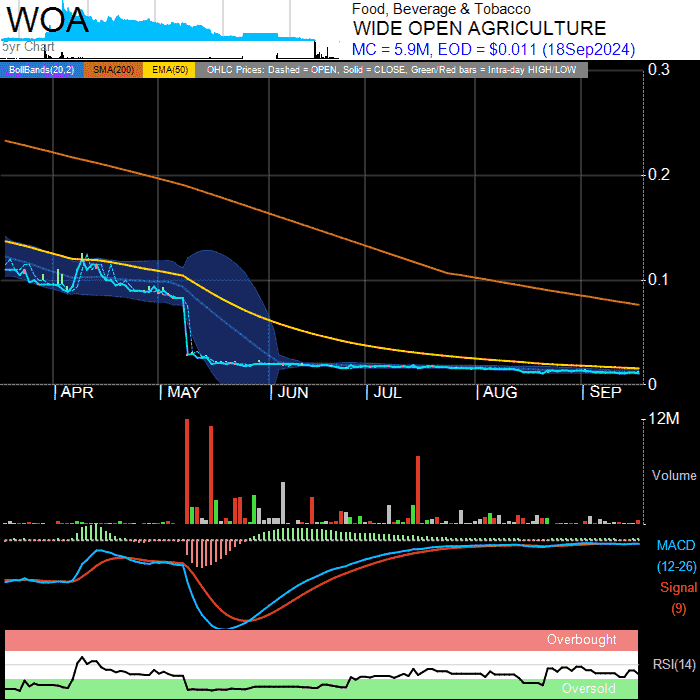 WOA
5yr Chart
Food, Beverage & Tobacco
WIDE OPEN AGRICULTURE
MC = 5.9M, EOD = $0.011 (18Sep2024)
BollBands(20,2) SMA(200) EMA(50) OHLC Prices: Dashed = OPEN, Solid = CLOSE, Green/Red bars = Intra-day HIGH/LOW
0.3
0.2
0.1
0
APR MAY JUN JUL AUG SEP
12M
Volume
MACD
(12-26)
Signal
(9)
Overbought
RSI(14)
Oversold